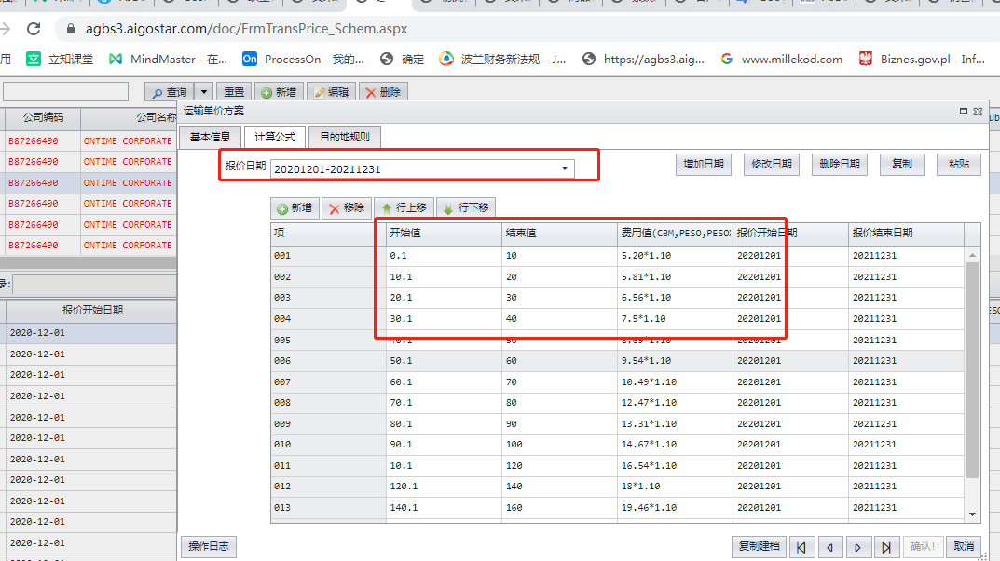 agbs3.aigostar.com/doc/FrmTransPrice_Schem.aspx
用 立知课堂 MindMaster - 在... ProcessOn - 我的... 确定 波兰财务新法规 – J... https://agbs3.aig... www.millekod.com Biznes.gov.pl - Inf...
查询 重置 新增 编辑 删除
运输单价方案
公司编码 公司名称
基本信息 计算公式 目的地规则
B87266490 ONTIME CORPORATE
B87266490 ONTIME CORPORATE
B87266490 ONTIME CORPORATE
B87266490 ONTIME CORPORATE
B87266490 ONTIME CORPORATE
B87266490 ONTIME CORPORATE
报价日期 20201201-20211231 增加日期 修改日期 删除日期 复制 粘贴
新增 移除 行上移 行下移
项 开始值 结束值 费用值(CBM,PESO,PESO 报价开始日期 报价结束日期
001 0.1 10 5.20*1.10 20201201 20211231
002 10.1 20 5.81*1.10 20201201 20211231
003 20.1 30 6.56*1.10 20201201 20211231
004 30.1 40 7.5*1.10 20201201 20211231
005 40.1 50 8.69*1.10 20201201 20211231
006 50.1 60 9.54*1.10 20201201 20211231
007 60.1 70 10.49*1.10 20201201 20211231
008 70.1 80 12.47*1.10 20201201 20211231
009 80.1 90 13.31*1.10 20201201 20211231
010 90.1 100 14.67*1.10 20201201 20211231
011 10.1 120 16.54*1.10 20201201 20211231
012 120.1 140 18*1.10 20201201 20211231
013 140.1 160 19.46*1.10 20201201 20211231
录:
报价开始日期
2020-12-01
2020-12-01
2020-12-01
2020-12-01
2020-12-01
2020-12-01
2020-12-01
2020-12-01
2020-12-01
2020-12-01
2020-12-01
操作日志 复制建档 确认! 取消